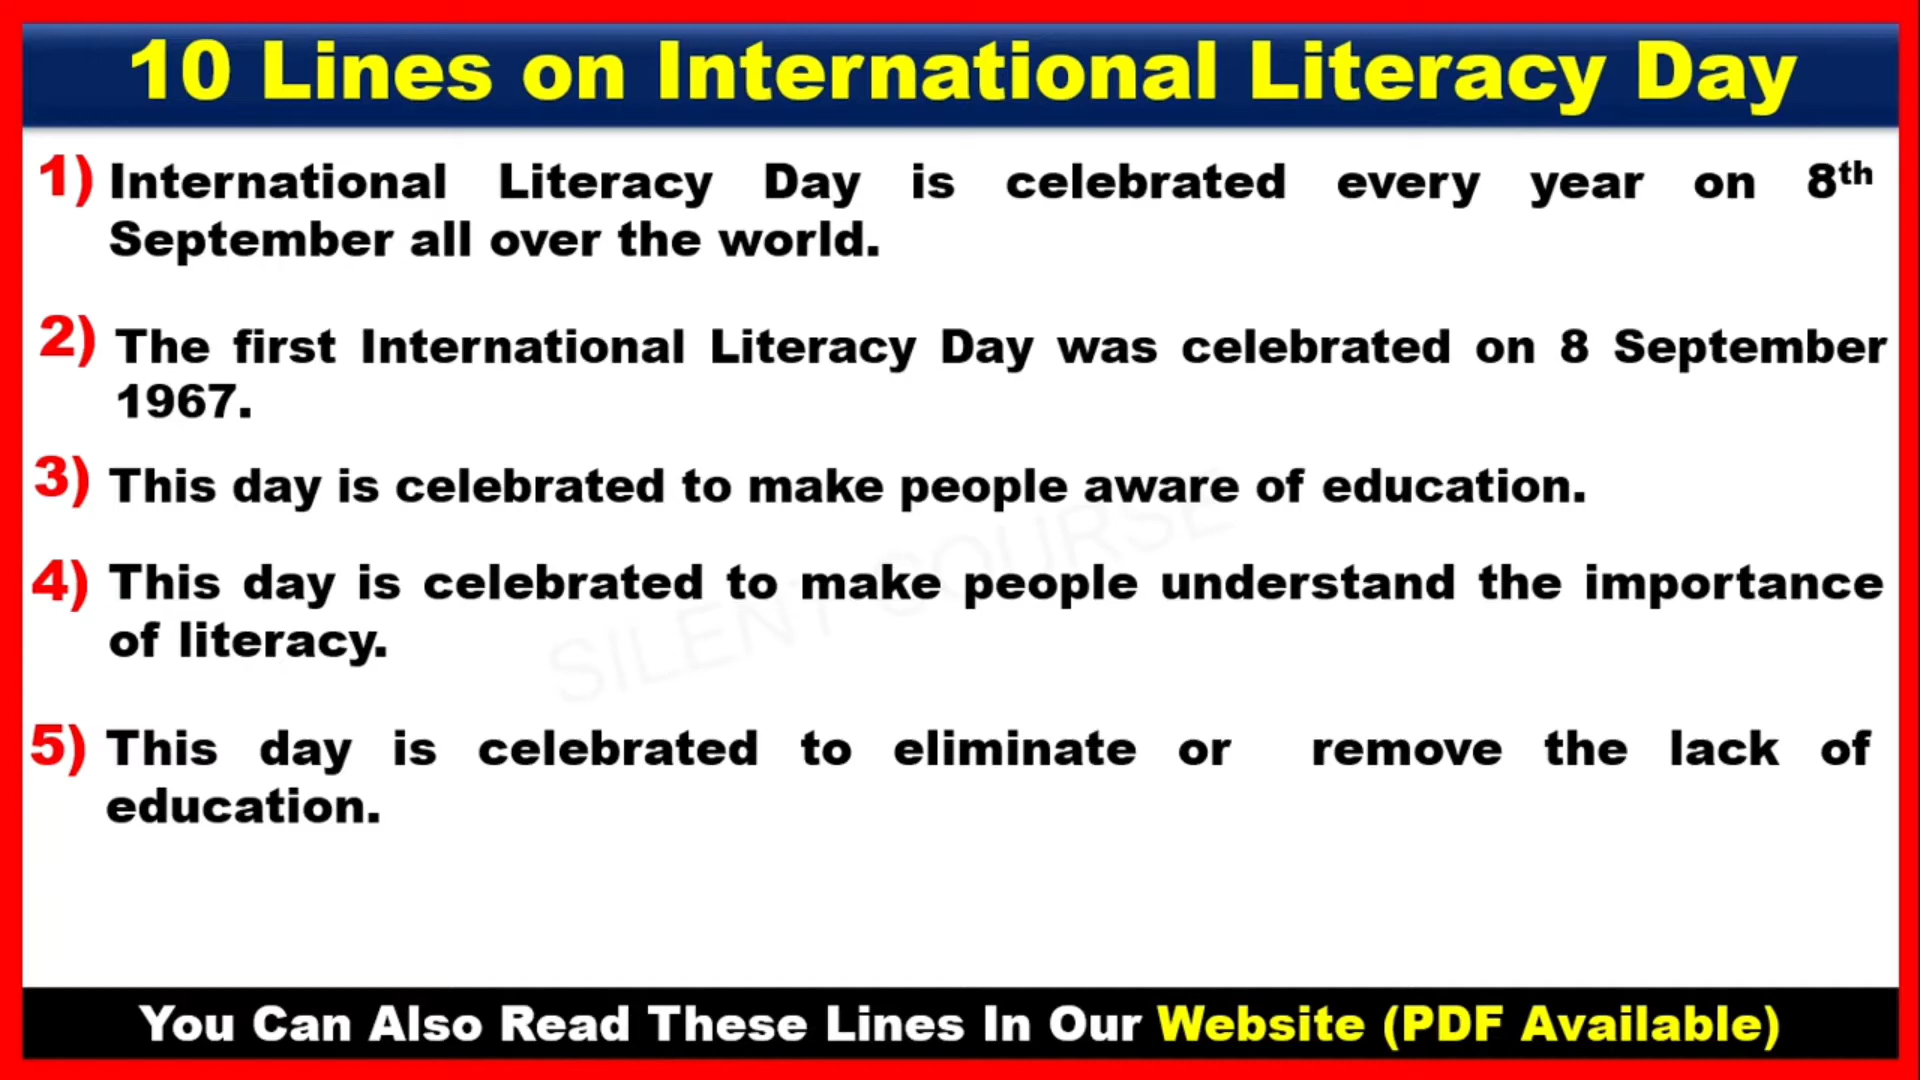 10 Lines on International Literacy Day
1) International Literacy Day is celebrated every year on 8th
September all over the world.
2) The first International Literacy Day was celebrated on 8 September
1967.
3) This day is celebrated to make people aware of education.
4) This day is celebrated to make people understand the importance
of literacy.
5) This day is celebrated to eliminate or remove the lack of
education.
SILENT COURSE
You Can Also Read These Lines In Our Website (PDF Available)